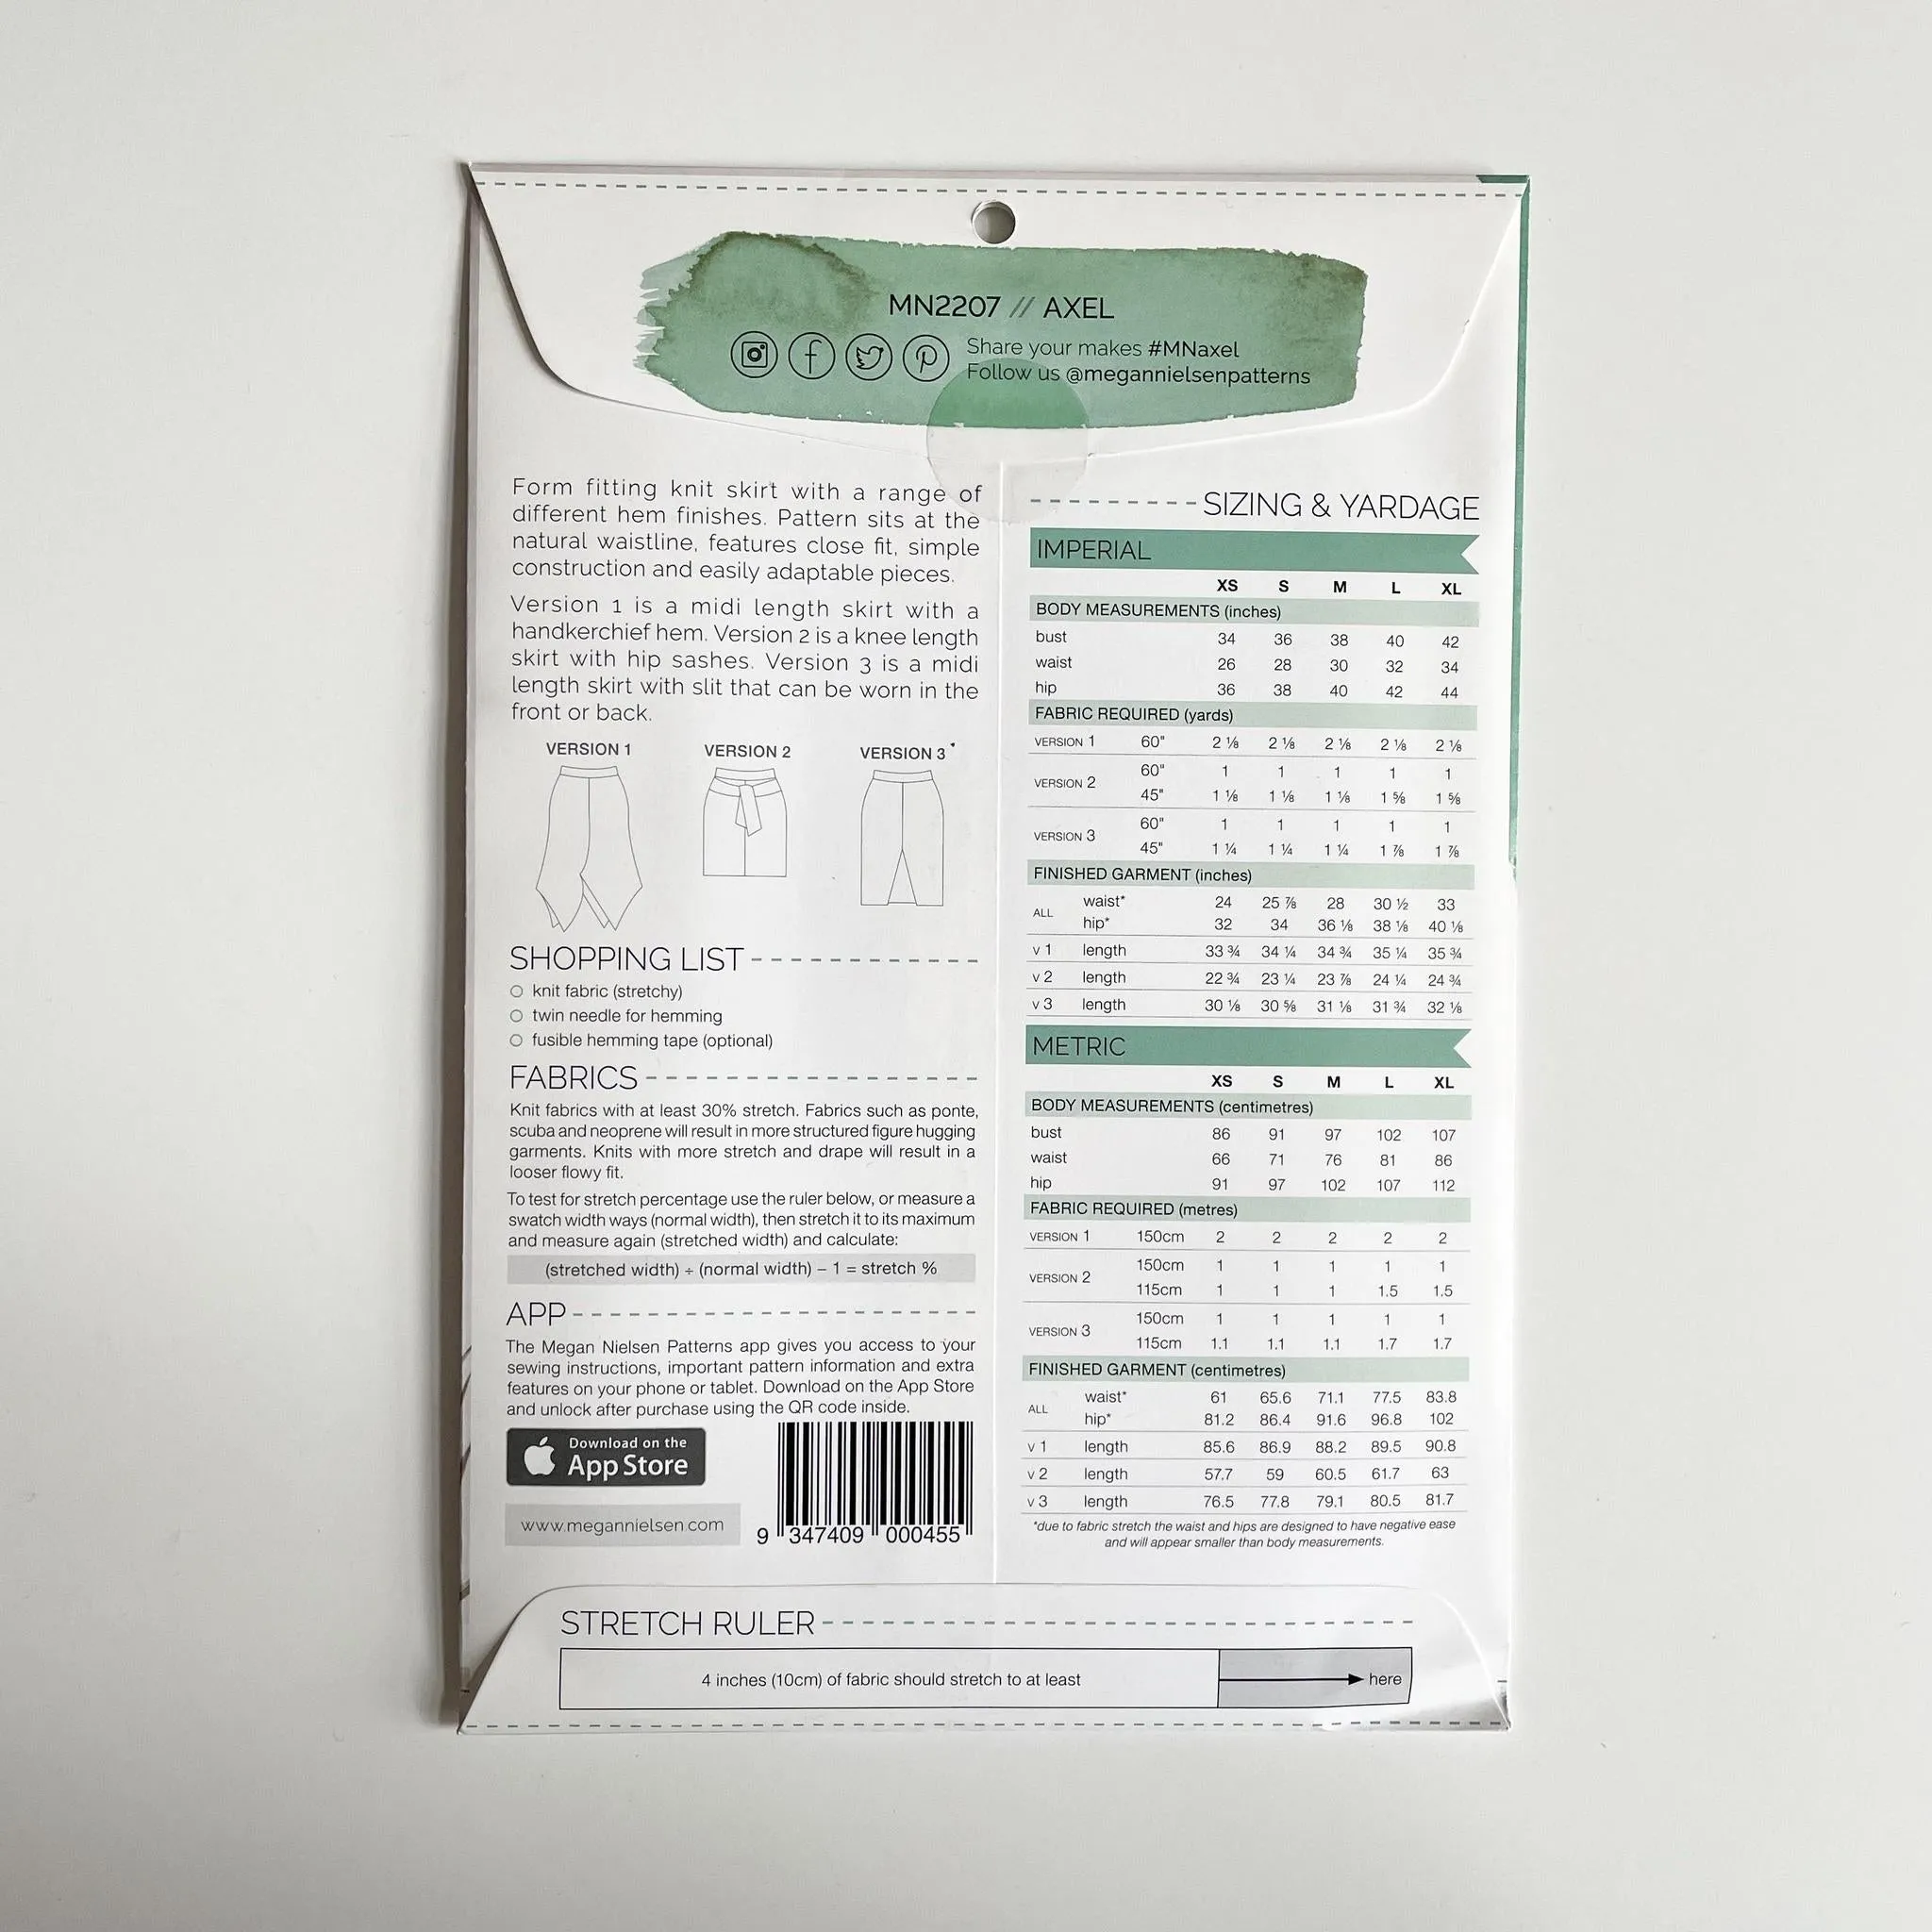 MN2207 // AXEL
Share your makes #MNaxel
Follow us @megannielsenpatterns
Form fitting knit skirt with a range of
different hem finishes. Pattern sits at the
natural waistline, features close fit, simple
construction and easily adaptable pieces.
Version 1 is a midi length skirt with a
handkerchief hem. Version 2 is a knee length
skirt with hip sashes. Version 3 is a midi
length skirt with slit that can be worn in the
front or back.
VERSION 1 VERSION 2 VERSION 3
SHOPPING LIST
knit fabric (stretchy)
twin needle for hemming
fusible hemming tape (optional)
FABRICS
Knit fabrics with at least 30% stretch. Fabrics such as ponte,
scuba and neoprene will result in more structured figure hugging
garments. Knits with more stretch and drape will result in a
looser flowy fit.
To test for stretch percentage use the ruler below, or measure a
swatch width ways (normal width), then stretch it to its maximum
and measure again (stretched width) and calculate:
(stretched width) ÷ (normal width) – 1 = stretch %
APP
The Megan Nielsen Patterns app gives you access to your
sewing instructions, important pattern information and extra
features on your phone or tablet. Download on the App Store
and unlock after purchase using the QR code inside.
Download on the
App Store
www.megannielsen.com
9 347409 000455
SIZING & YARDAGE
IMPERIAL
XS S M L XL
BODY MEASUREMENTS (inches)
bust 34 36 38 40 42
waist 26 28 30 32 34
hip 36 38 40 42 44
FABRIC REQUIRED (yards)
VERSION 1 60" 2 ⅛ 2 ⅛ 2 ⅛ 2 ⅛ 2 ⅛
VERSION 2 60" 1 1 1 1 1
45" 1 ⅛ 1 ⅛ 1 ⅛ 1 ⅝ 1 ⅝
VERSION 3 60" 1 1 1 1 1
45" 1 ¼ 1 ¼ 1 ¼ 1 ⅞ 1 ⅞
FINISHED GARMENT (inches)
ALL waist* 24 25 ⅞ 28 30 ½ 33
hip* 32 34 36 ⅛ 38 ⅛ 40 ⅛
v 1 length 33 ¾ 34 ¼ 34 ¾ 35 ¼ 35 ¾
v 2 length 22 ¾ 23 ¼ 23 ⅞ 24 ¼ 24 ¾
v 3 length 30 ⅛ 30 ⅝ 31 ⅛ 31 ¾ 32 ⅛
METRIC
XS S M L XL
BODY MEASUREMENTS (centimetres)
bust 86 91 97 102 107
waist 66 71 76 81 86
hip 91 97 102 107 112
FABRIC REQUIRED (metres)
VERSION 1 150cm 2 2 2 2 2
VERSION 2 150cm 1 1 1 1 1
115cm 1 1 1 1.5 1.5
VERSION 3 150cm 1 1 1 1 1
115cm 1.1 1.1 1.1 1.7 1.7
FINISHED GARMENT (centimetres)
ALL waist* 61 65.6 71.1 77.5 83.8
hip* 81.2 86.4 91.6 96.8 102
v 1 length 85.6 86.9 88.2 89.5 90.8
v 2 length 57.7 59 60.5 61.7 63
v 3 length 76.5 77.8 79.1 80.5 81.7
*due to fabric stretch the waist and hips are designed to have negative ease
and will appear smaller than body measurements.
STRETCH RULER
4 inches (10cm) of fabric should stretch to at least here